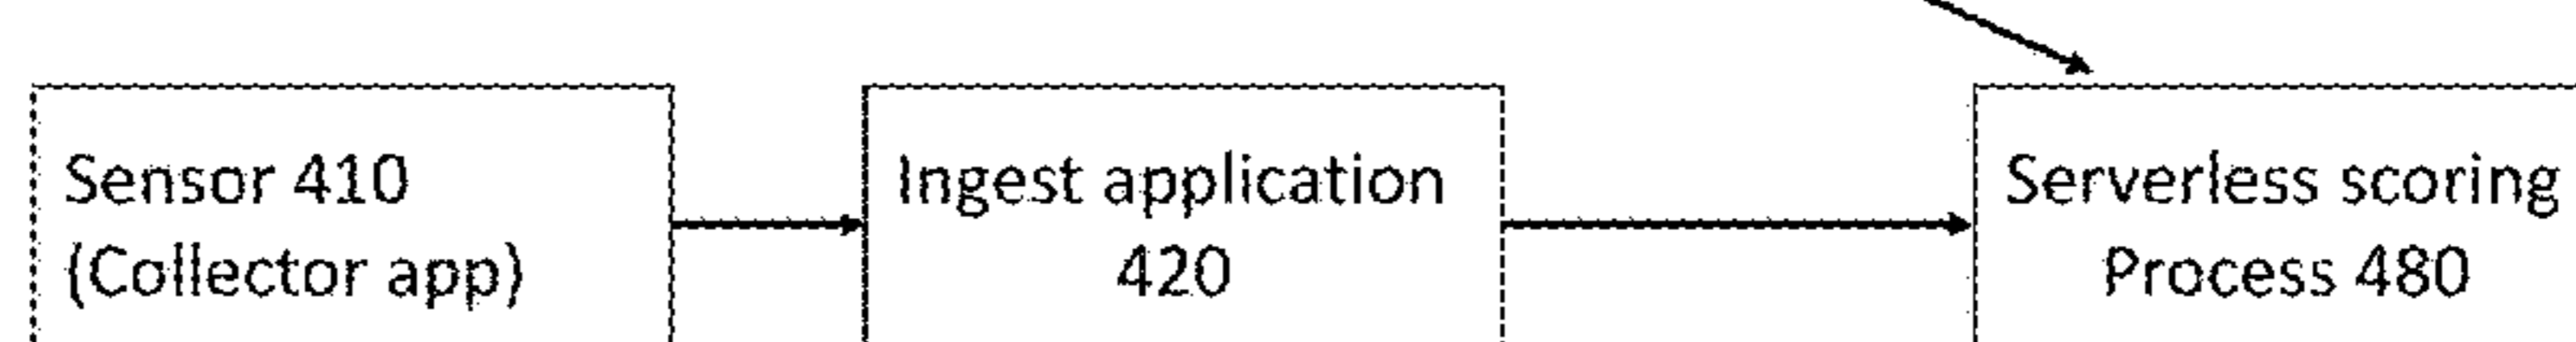 Sensor 410
(Collector app)
Ingest application
420
Serverless scoring
Process 480